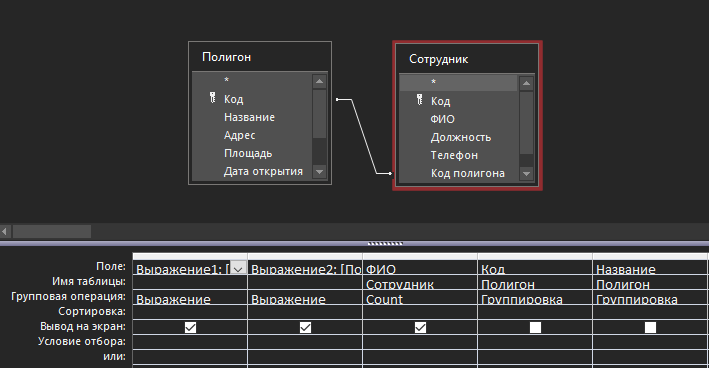 Полигон
*
Код
Название
Адрес
Площадь
Дата открытия
Сотрудник
*
Код
ФИО
Должность
Телефон
Код полигона
Поле: Выражение1: [ Выражение2: [По ФИО Код Название
Имя таблицы: Сотрудник Полигон Полигон
Групповая операция: Выражение Выражение Count Группировка Группировка
Сортировка:
Вывод на экран:
Условие отбора:
или: